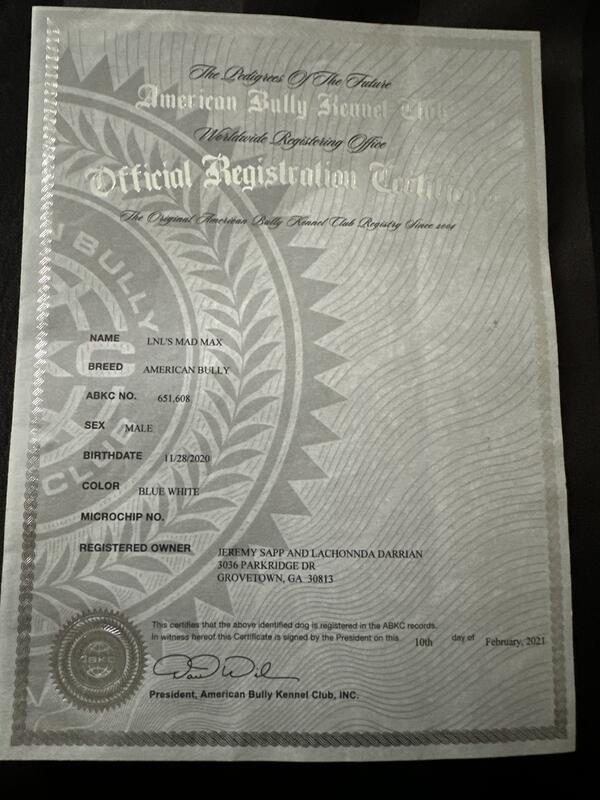 The Pedigrees Of The Future
American Bully Kennel Club
Worldwide Registering Office
Official Registration
The Original American Bully Kennel Club Registry Since 2004
BULLY
CLUB
NAME LNL'S MAD MAX
BREED AMERICAN BULLY
ABKC NO. 651,608
SEX MALE
BIRTHDATE 11/28/2020
COLOR BLUE WHITE
MICROCHIP NO.
REGISTERED OWNER JEREMY SAPP AND LACHONNDA DARRIAN
3036 PARKRIDGE DR
GROVETOWN, GA 30813
This certifies that the above identified dog is registered in the ABKC records.
In witness hereof this Certificate is signed by the President on this 10th day of February, 2021
ABKC
President, American Bully Kennel Club, INC.